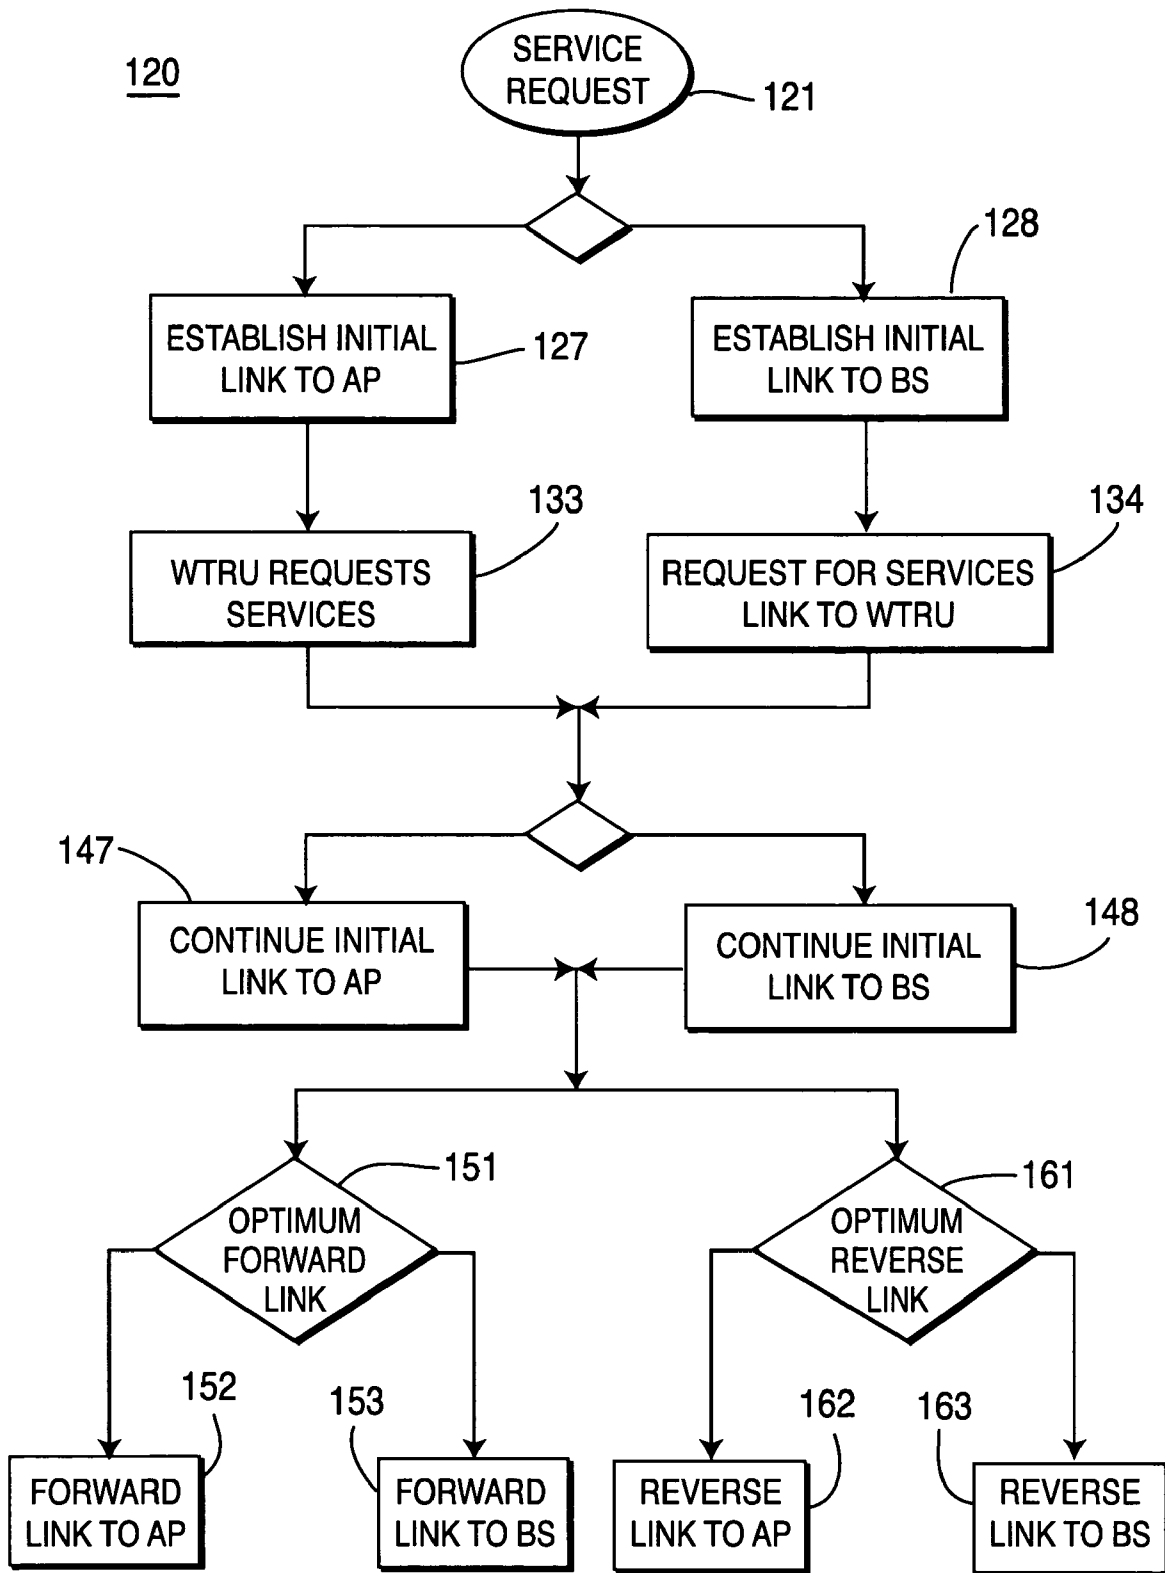 120
SERVICE
REQUEST
121
128
ESTABLISH INITIAL
LINK TO AP
127
ESTABLISH INITIAL
LINK TO BS
133
134
WTRU REQUESTS
SERVICES
REQUEST FOR SERVICES
LINK TO WTRU
147
148
CONTINUE INITIAL
LINK TO AP
CONTINUE INITIAL
LINK TO BS
151
161
OPTIMUM
FORWARD
LINK
OPTIMUM
REVERSE
LINK
152
153
162
163
FORWARD
LINK TO AP
FORWARD
LINK TO BS
REVERSE
LINK TO AP
REVERSE
LINK TO BS